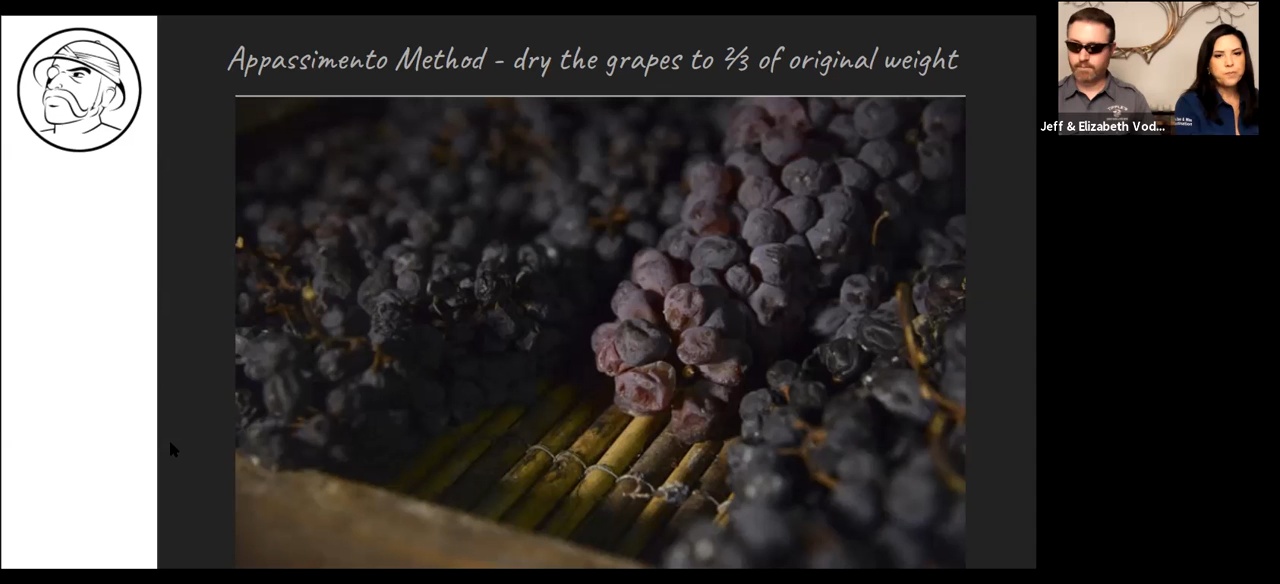 Appassimento Method - dry the grapes to ⅔ of original weight
Jeff & Elizabeth Vod...